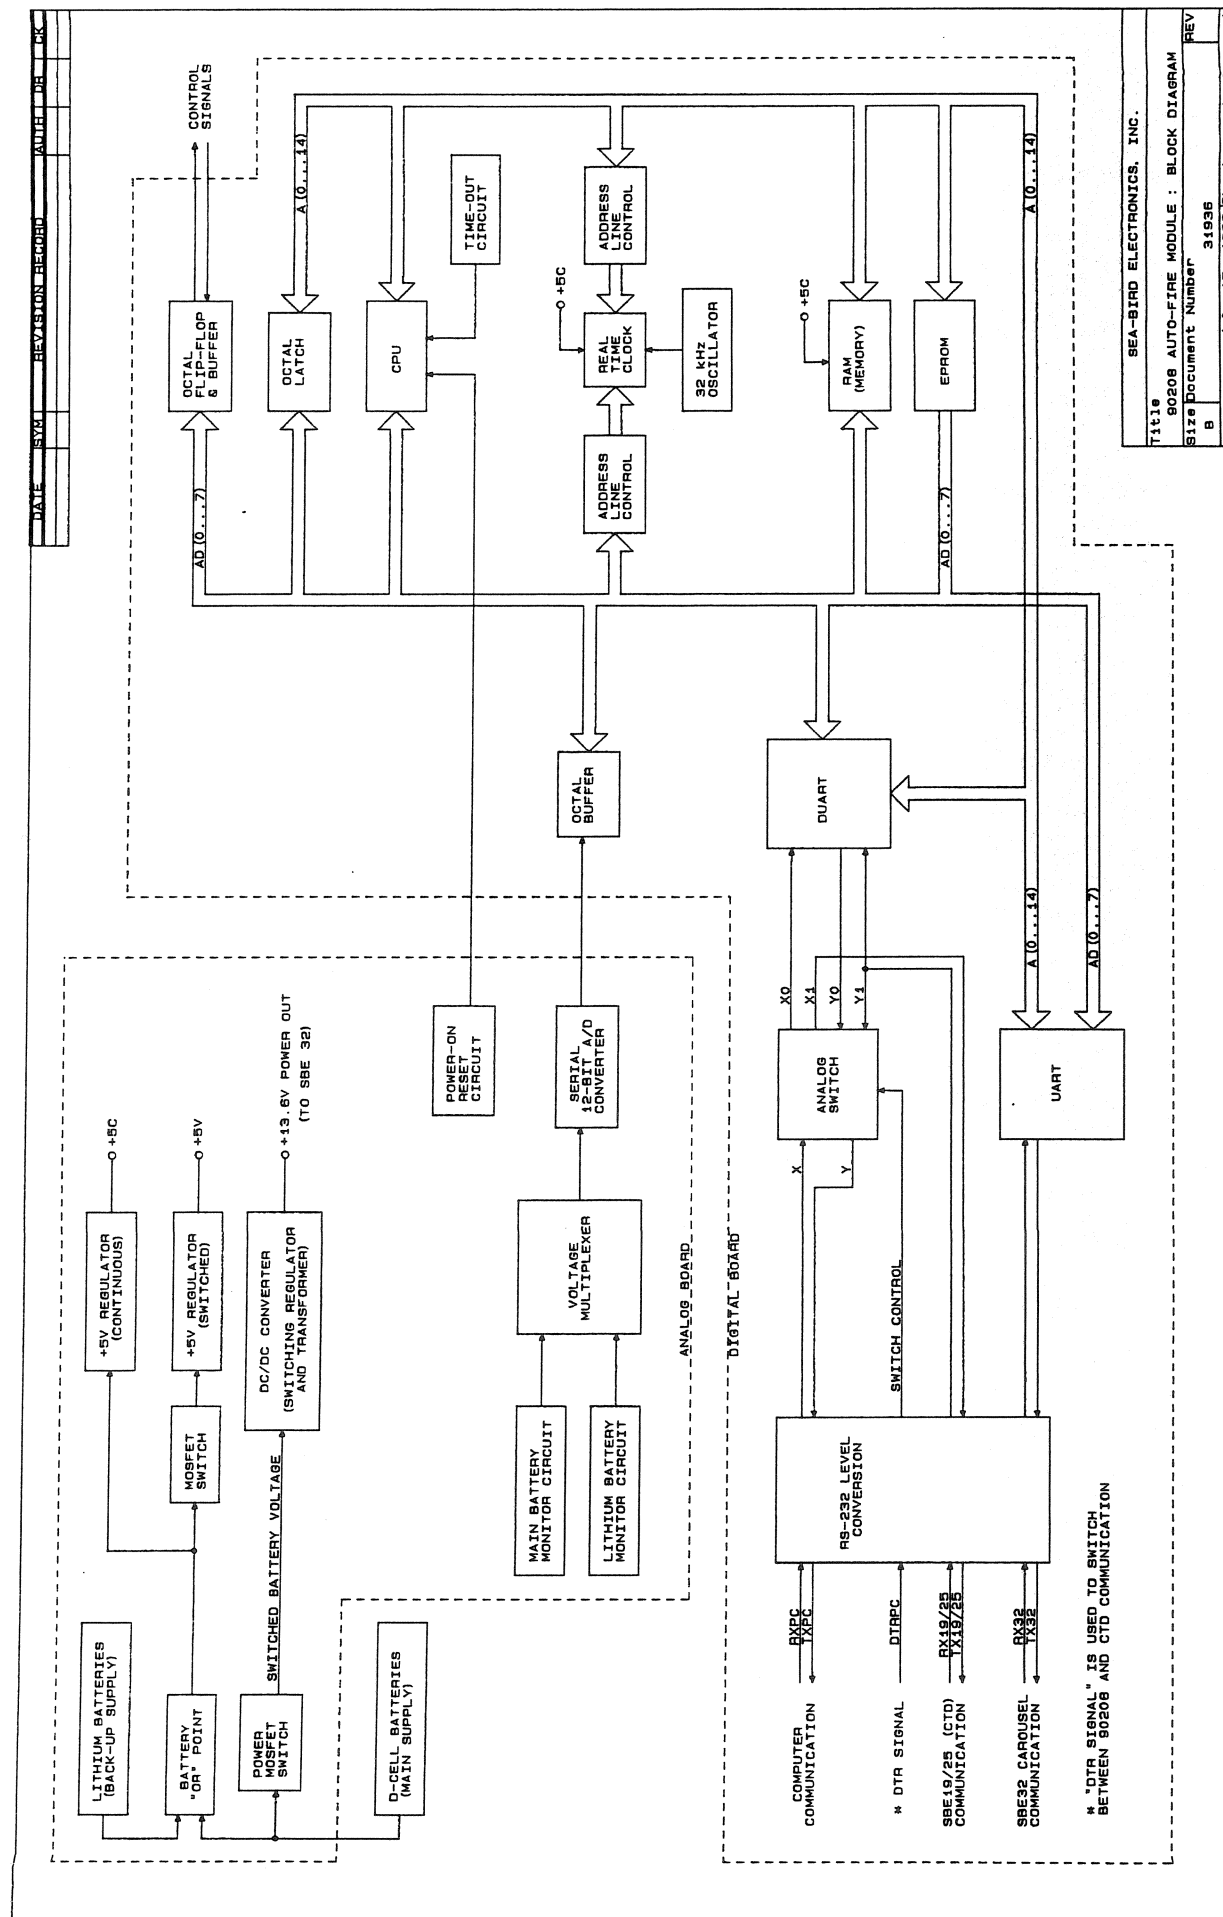 DATE SYM REVISION RECORD AUTH DR CK
LITHIUM BATTERIES
(BACK-UP SUPPLY)
BATTERY
"OR" POINT
POWER
MOSFET
SWITCH
D-CELL BATTERIES
(MAIN SUPPLY)
SWITCHED BATTERY VOLTAGE
MOSFET
SWITCH
+5V REGULATOR
(CONTINUOUS)
+5C
+5V REGULATOR
(SWITCHED)
+5V
DC/DC CONVERTER
(SWITCHING REGULATOR
AND TRANSFORMER)
+13.6V POWER OUT
(TO SBE 32)
POWER-ON
RESET
CIRCUIT
MAIN BATTERY
MONITOR CIRCUIT
LITHIUM BATTERY
MONITOR CIRCUIT
VOLTAGE
MULTIPLEXER
SERIAL
12-BIT A/D
CONVERTER
OCTAL
BUFFER
ANALOG BOARD
DIGITAL BOARD
AD(0...7)
OCTAL
FLIP-FLOP
& BUFFER
CONTROL
SIGNALS
OCTAL
LATCH
A(0...14)
CPU
TIME-OUT
CIRCUIT
ADDRESS
LINE
CONTROL
REAL
TIME
CLOCK
+5C
ADDRESS
LINE
CONTROL
32 kHz
OSCILLATOR
RAM
(MEMORY)
+5C
EPROM
AD(0...7)
A(0...14)
DUART
X0
X1
Y0
Y1
ANALOG
SWITCH
X
Y
SWITCH CONTROL
UART
A(0...14)
AD(0...7)
RS-232 LEVEL
CONVERSION
COMPUTER
COMMUNICATION
RXPC
TXPC
* DTR SIGNAL
DTRPC
SBE19/25 (CTD)
COMMUNICATION
RX19/25
TX19/25
SBE32 CAROUSEL
COMMUNICATION
RX32
TX32
* "DTR SIGNAL" IS USED TO SWITCH
BETWEEN 90208 AND CTD COMMUNICATION
SEA-BIRD ELECTRONICS, INC.
Title
90208 AUTO-FIRE MODULE : BLOCK DIAGRAM
Size Document Number REV
B 31936